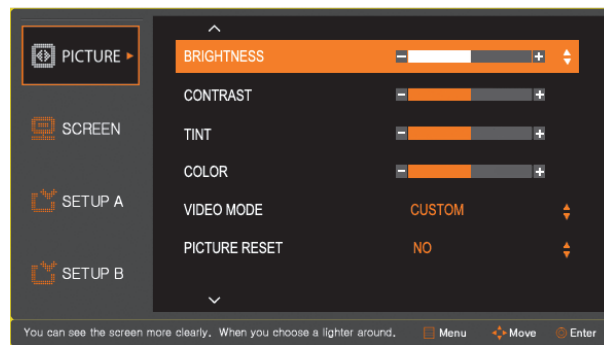 PICTURE
SCREEN
SETUP A
SETUP B
BRIGHTNESS
CONTRAST
TINT
COLOR
VIDEO MODE CUSTOM
PICTURE RESET NO
You can see the screen more clearly. When you choose a lighter around. Menu Move Enter